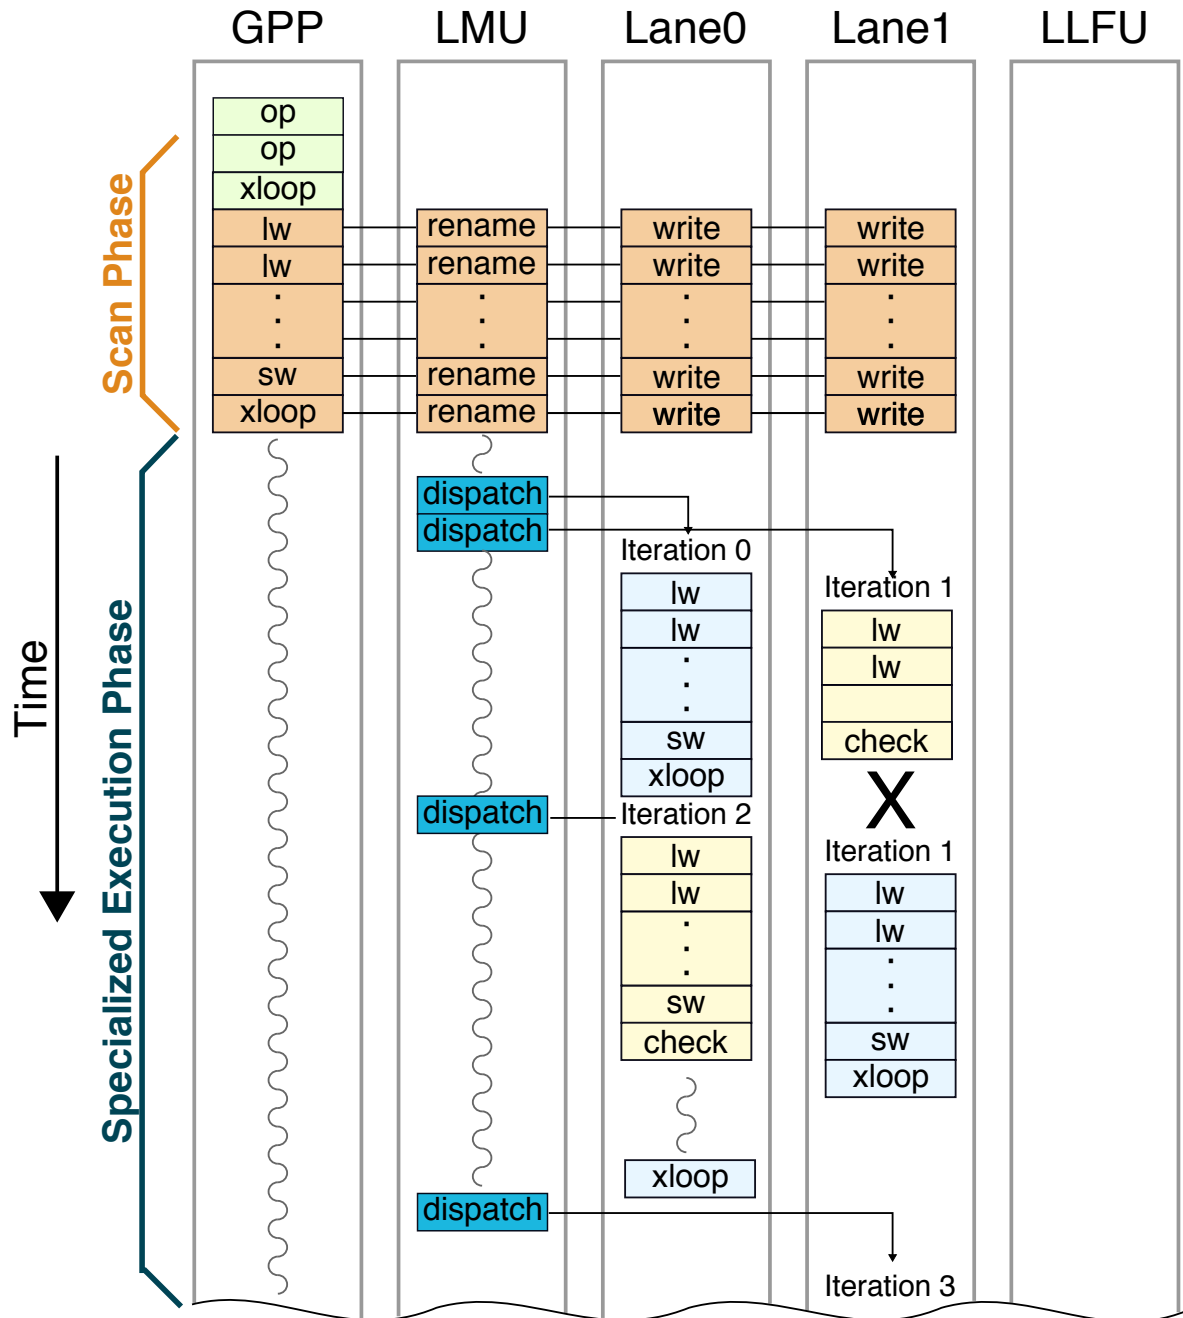 GPP LMU Lane0 Lane1 LLFU
op
op
xloop
lw rename write write
lw rename write write
sw rename write write
xloop rename write write
Scan Phase
dispatch
dispatch
Iteration 0
Iteration 1
lw
lw
sw
xloop
lw
lw
check
X
dispatch
Iteration 2
Iteration 1
lw
lw
sw
check
xloop
lw
lw
sw
xloop
dispatch
Iteration 3
Time
Specialized Execution Phase